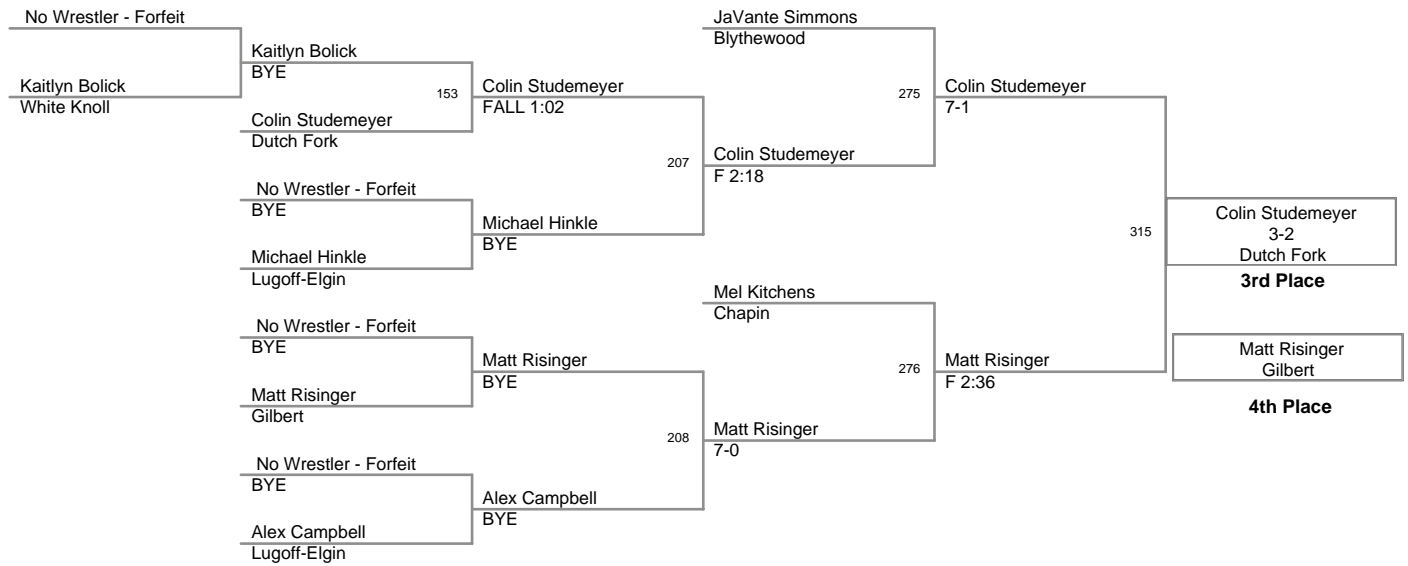 No Wrestler - Forfeit
Kaitlyn Bolick
White Knoll
Kaitlyn Bolick
BYE
Colin Studemeyer
Dutch Fork
No Wrestler - Forfeit
BYE
Michael Hinkle
Lugoff-Elgin
No Wrestler - Forfeit
BYE
Matt Risinger
Gilbert
No Wrestler - Forfeit
BYE
Alex Campbell
Lugoff-Elgin
153
Colin Studemeyer
FALL 1:02
Michael Hinkle
BYE
Matt Risinger
BYE
Alex Campbell
BYE
207
208
JaVante Simmons
Blythewood
Colin Studemeyer
F 2:18
Mel Kitchens
Chapin
Matt Risinger
7-0
275
276
Colin Studemeyer
7-1
Matt Risinger
F 2:36
315
Colin Studemeyer
3-2
Dutch Fork
3rd Place
Matt Risinger
Gilbert
4th Place